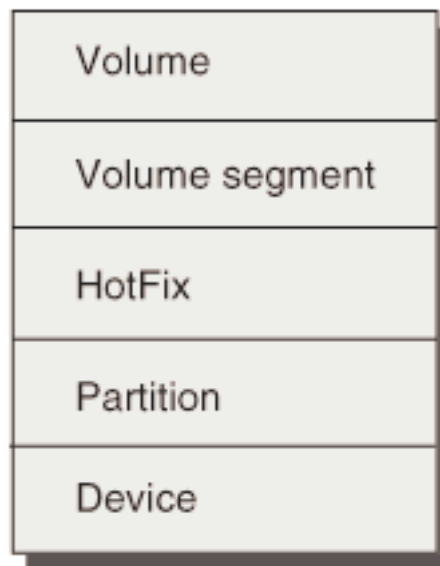 Volume
Volume segment
HotFix
Partition
Device